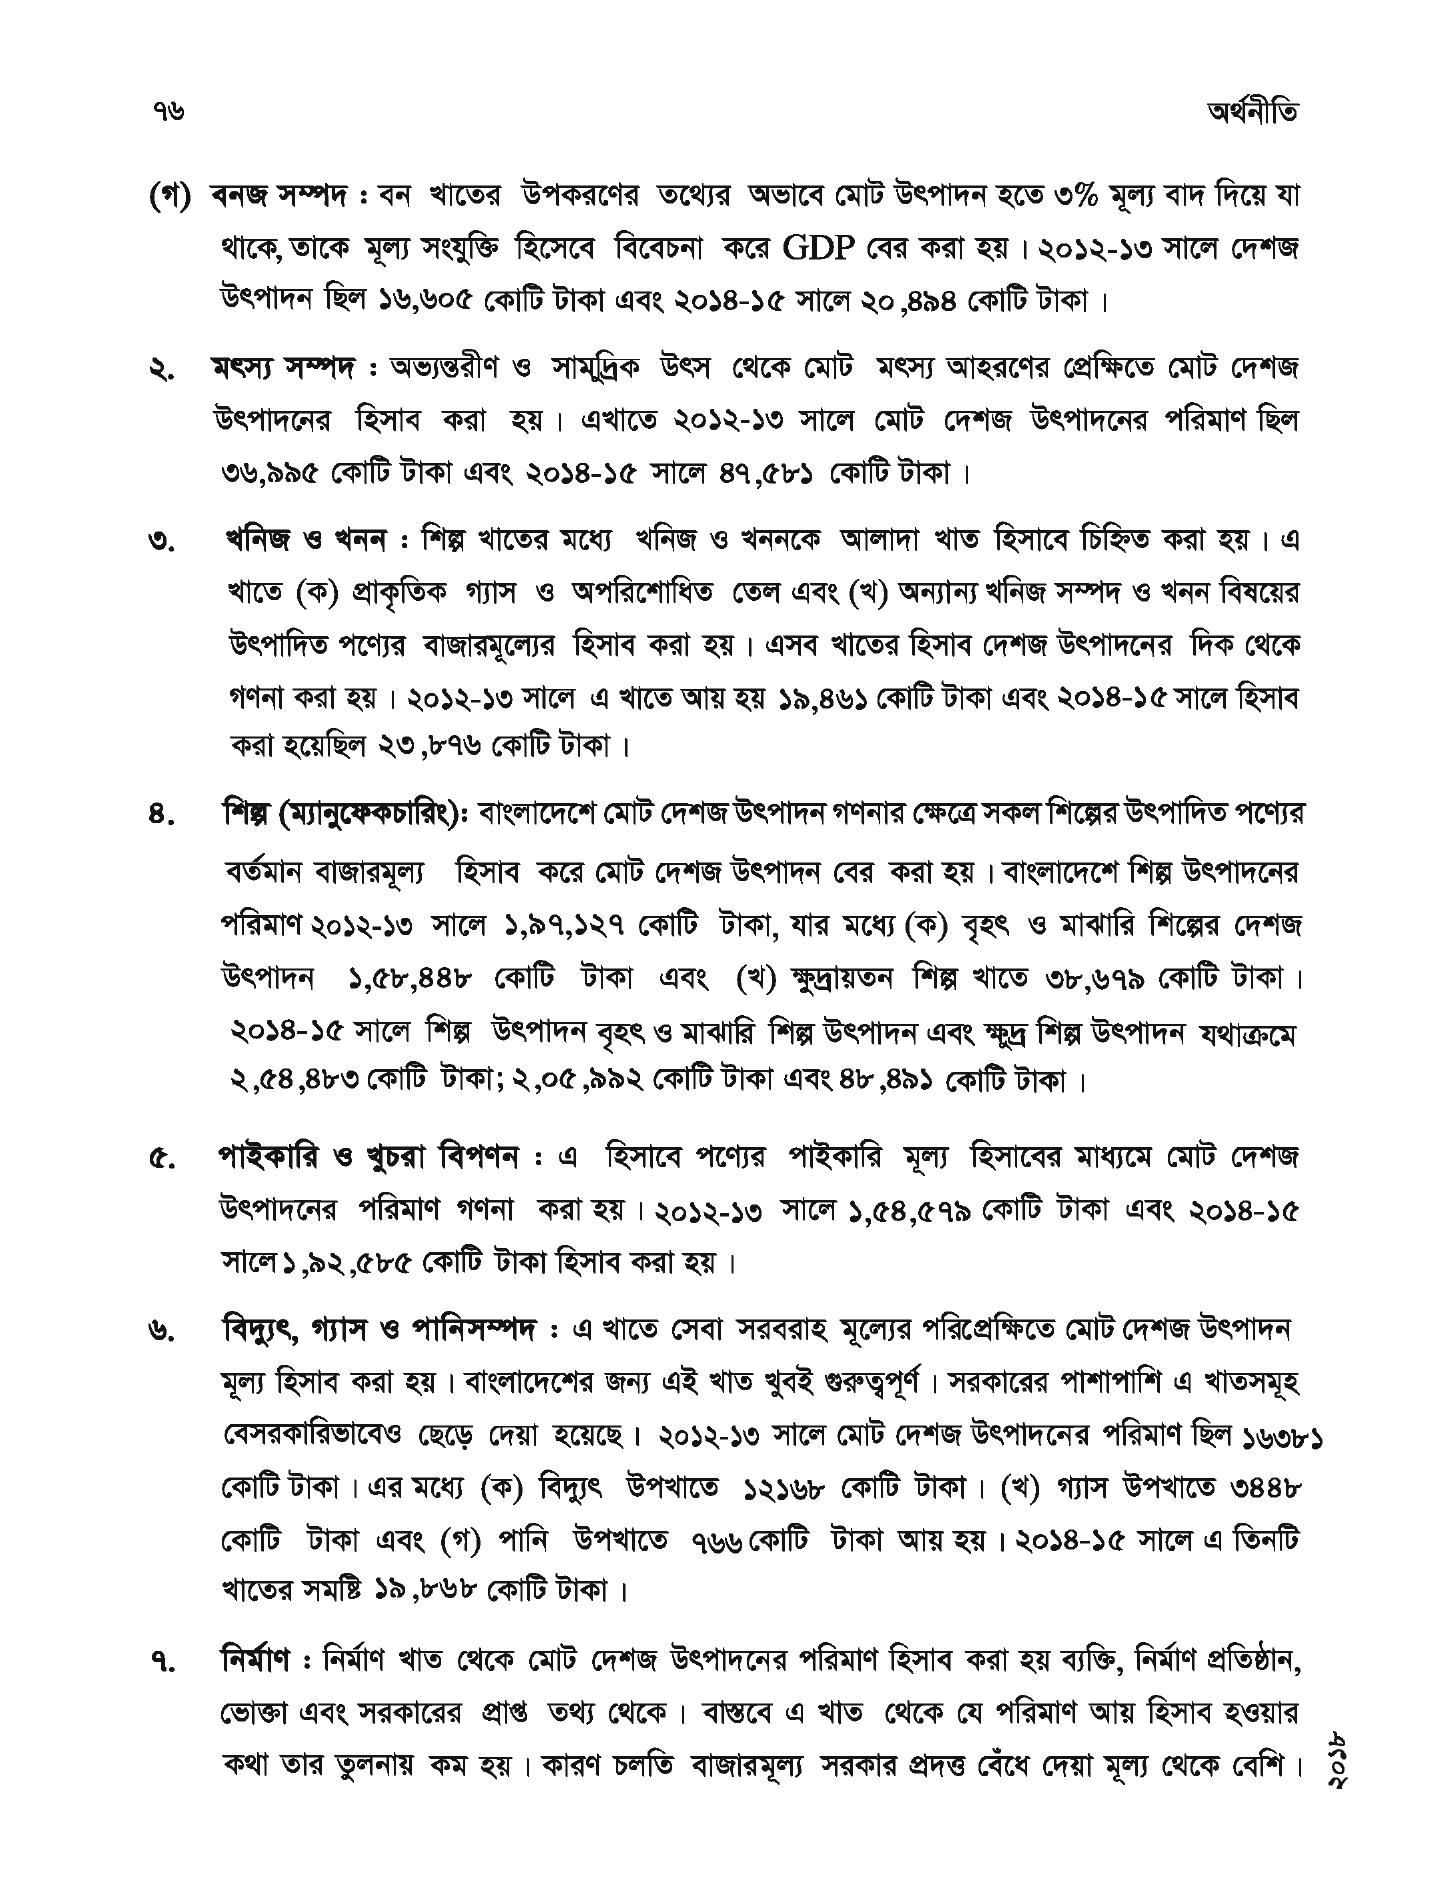 ৭৬ অর্থনীতি
(গ) বনজ সম্পদ : বন খাতের উপকরণের তথ্যের অভাবে মোট উৎপাদন হতে ৩% মূল্য বাদ দিয়ে যা
থাকে, তাকে মূল্য সংযুক্তি হিসেবে বিবেচনা করে GDP বের করা হয়। ২০১২-১৩ সালে দেশজ
উৎপাদন ছিল ১৬,৬০৫ কোটি টাকা এবং ২০১৪-১৫ সালে ২০,৪৯৪ কোটি টাকা।
২. মৎস্য সম্পদ : অভ্যন্তরীণ ও সামুদ্রিক উৎস থেকে মোট মৎস্য আহরণের প্রেক্ষিতে মোট দেশজ
উৎপাদনের হিসাব করা হয়। এখাতে ২০১২-১৩ সালে মোট দেশজ উৎপাদনের পরিমাণ ছিল
৩৬,৯৯৫ কোটি টাকা এবং ২০১৪-১৫ সালে ৪৭,৫৮১ কোটি টাকা।
৩. খনিজ ও খনন : শিল্প খাতের মধ্যে খনিজ ও খননকে আলাদা খাত হিসাবে চিহ্নিত করা হয়। এ
খাতে (ক) প্রাকৃতিক গ্যাস ও অপরিশোধিত তেল এবং (খ) অন্যান্য খনিজ সম্পদ ও খনন বিষয়ের
উৎপাদিত পণ্যের বাজারমূল্যের হিসাব করা হয়। এসব খাতের হিসাব দেশজ উৎপাদনের দিক থেকে
গণনা করা হয়। ২০১২-১৩ সালে এ খাতে আয় হয় ১৯,৪৬১ কোটি টাকা এবং ২০১৪-১৫ সালে হিসাব
করা হয়েছিল ২৩,৮৭৬ কোটি টাকা।
৪. শিল্প (ম্যানুফেকচারিং): বাংলাদেশে মোট দেশজ উৎপাদন গণনার ক্ষেত্রে সকল শিল্পের উৎপাদিত পণ্যের
বর্তমান বাজারমূল্য হিসাব করে মোট দেশজ উৎপাদন বের করা হয়। বাংলাদেশে শিল্প উৎপাদনের
পরিমাণ ২০১২-১৩ সালে ১,৯৭,১২৭ কোটি টাকা, যার মধ্যে (ক) বৃহৎ ও মাঝারি শিল্পের দেশজ
উৎপাদন ১,৫৮,৪৪৮ কোটি টাকা এবং (খ) ক্ষুদ্রায়তন শিল্প খাতে ৩৮,৬৭৯ কোটি টাকা।
২০১৪-১৫ সালে শিল্প উৎপাদন বৃহৎ ও মাঝারি শিল্প উৎপাদন এবং ক্ষুদ্র শিল্প উৎপাদন যথাক্রমে
২,৫৪,৪৮৩ কোটি টাকা; ২,০৫,৯৯২ কোটি টাকা এবং ৪৮,৪৯১ কোটি টাকা।
৫. পাইকারি ও খুচরা বিপণন : এ হিসাবে পণ্যের পাইকারি মূল্য হিসাবের মাধ্যমে মোট দেশজ
উৎপাদনের পরিমাণ গণনা করা হয়। ২০১২-১৩ সালে ১,৫৪,৫৭৯ কোটি টাকা এবং ২০১৪-১৫
সালে ১,৯২,৫৮৫ কোটি টাকা হিসাব করা হয়।
৬. বিদ্যুৎ, গ্যাস ও পানিসম্পদ : এ খাতে সেবা সরবরাহ মূল্যের পরিপ্রেক্ষিতে মোট দেশজ উৎপাদন
মূল্য হিসাব করা হয়। বাংলাদেশের জন্য এই খাত খুবই গুরুত্বপূর্ণ। সরকারের পাশাপাশি এ খাতসমূহ
বেসরকারিভাবেও ছেড়ে দেয়া হয়েছে। ২০১২-১৩ সালে মোট দেশজ উৎপাদনের পরিমাণ ছিল ১৬৩৮১
কোটি টাকা। এর মধ্যে (ক) বিদ্যুৎ উপখাতে ১২১৬৮ কোটি টাকা। (খ) গ্যাস উপখাতে ৩৪৪৮
কোটি টাকা এবং (গ) পানি উপখাতে ৭৬৬ কোটি টাকা আয় হয়। ২০১৪-১৫ সালে এ তিনটি
খাতের সমষ্টি ১৯,৮৬৮ কোটি টাকা।
৭. নির্মাণ : নির্মাণ খাত থেকে মোট দেশজ উৎপাদনের পরিমাণ হিসাব করা হয় ব্যক্তি, নির্মাণ প্রতিষ্ঠান,
ভোক্তা এবং সরকারের প্রাপ্ত তথ্য থেকে। বাস্তবে এ খাত থেকে যে পরিমাণ আয় হিসাব হওয়ার
কথা তার তুলনায় কম হয়। কারণ চলতি বাজারমূল্য সরকার প্রদত্ত বেঁধে দেয়া মূল্য থেকে বেশি।
২০১৮